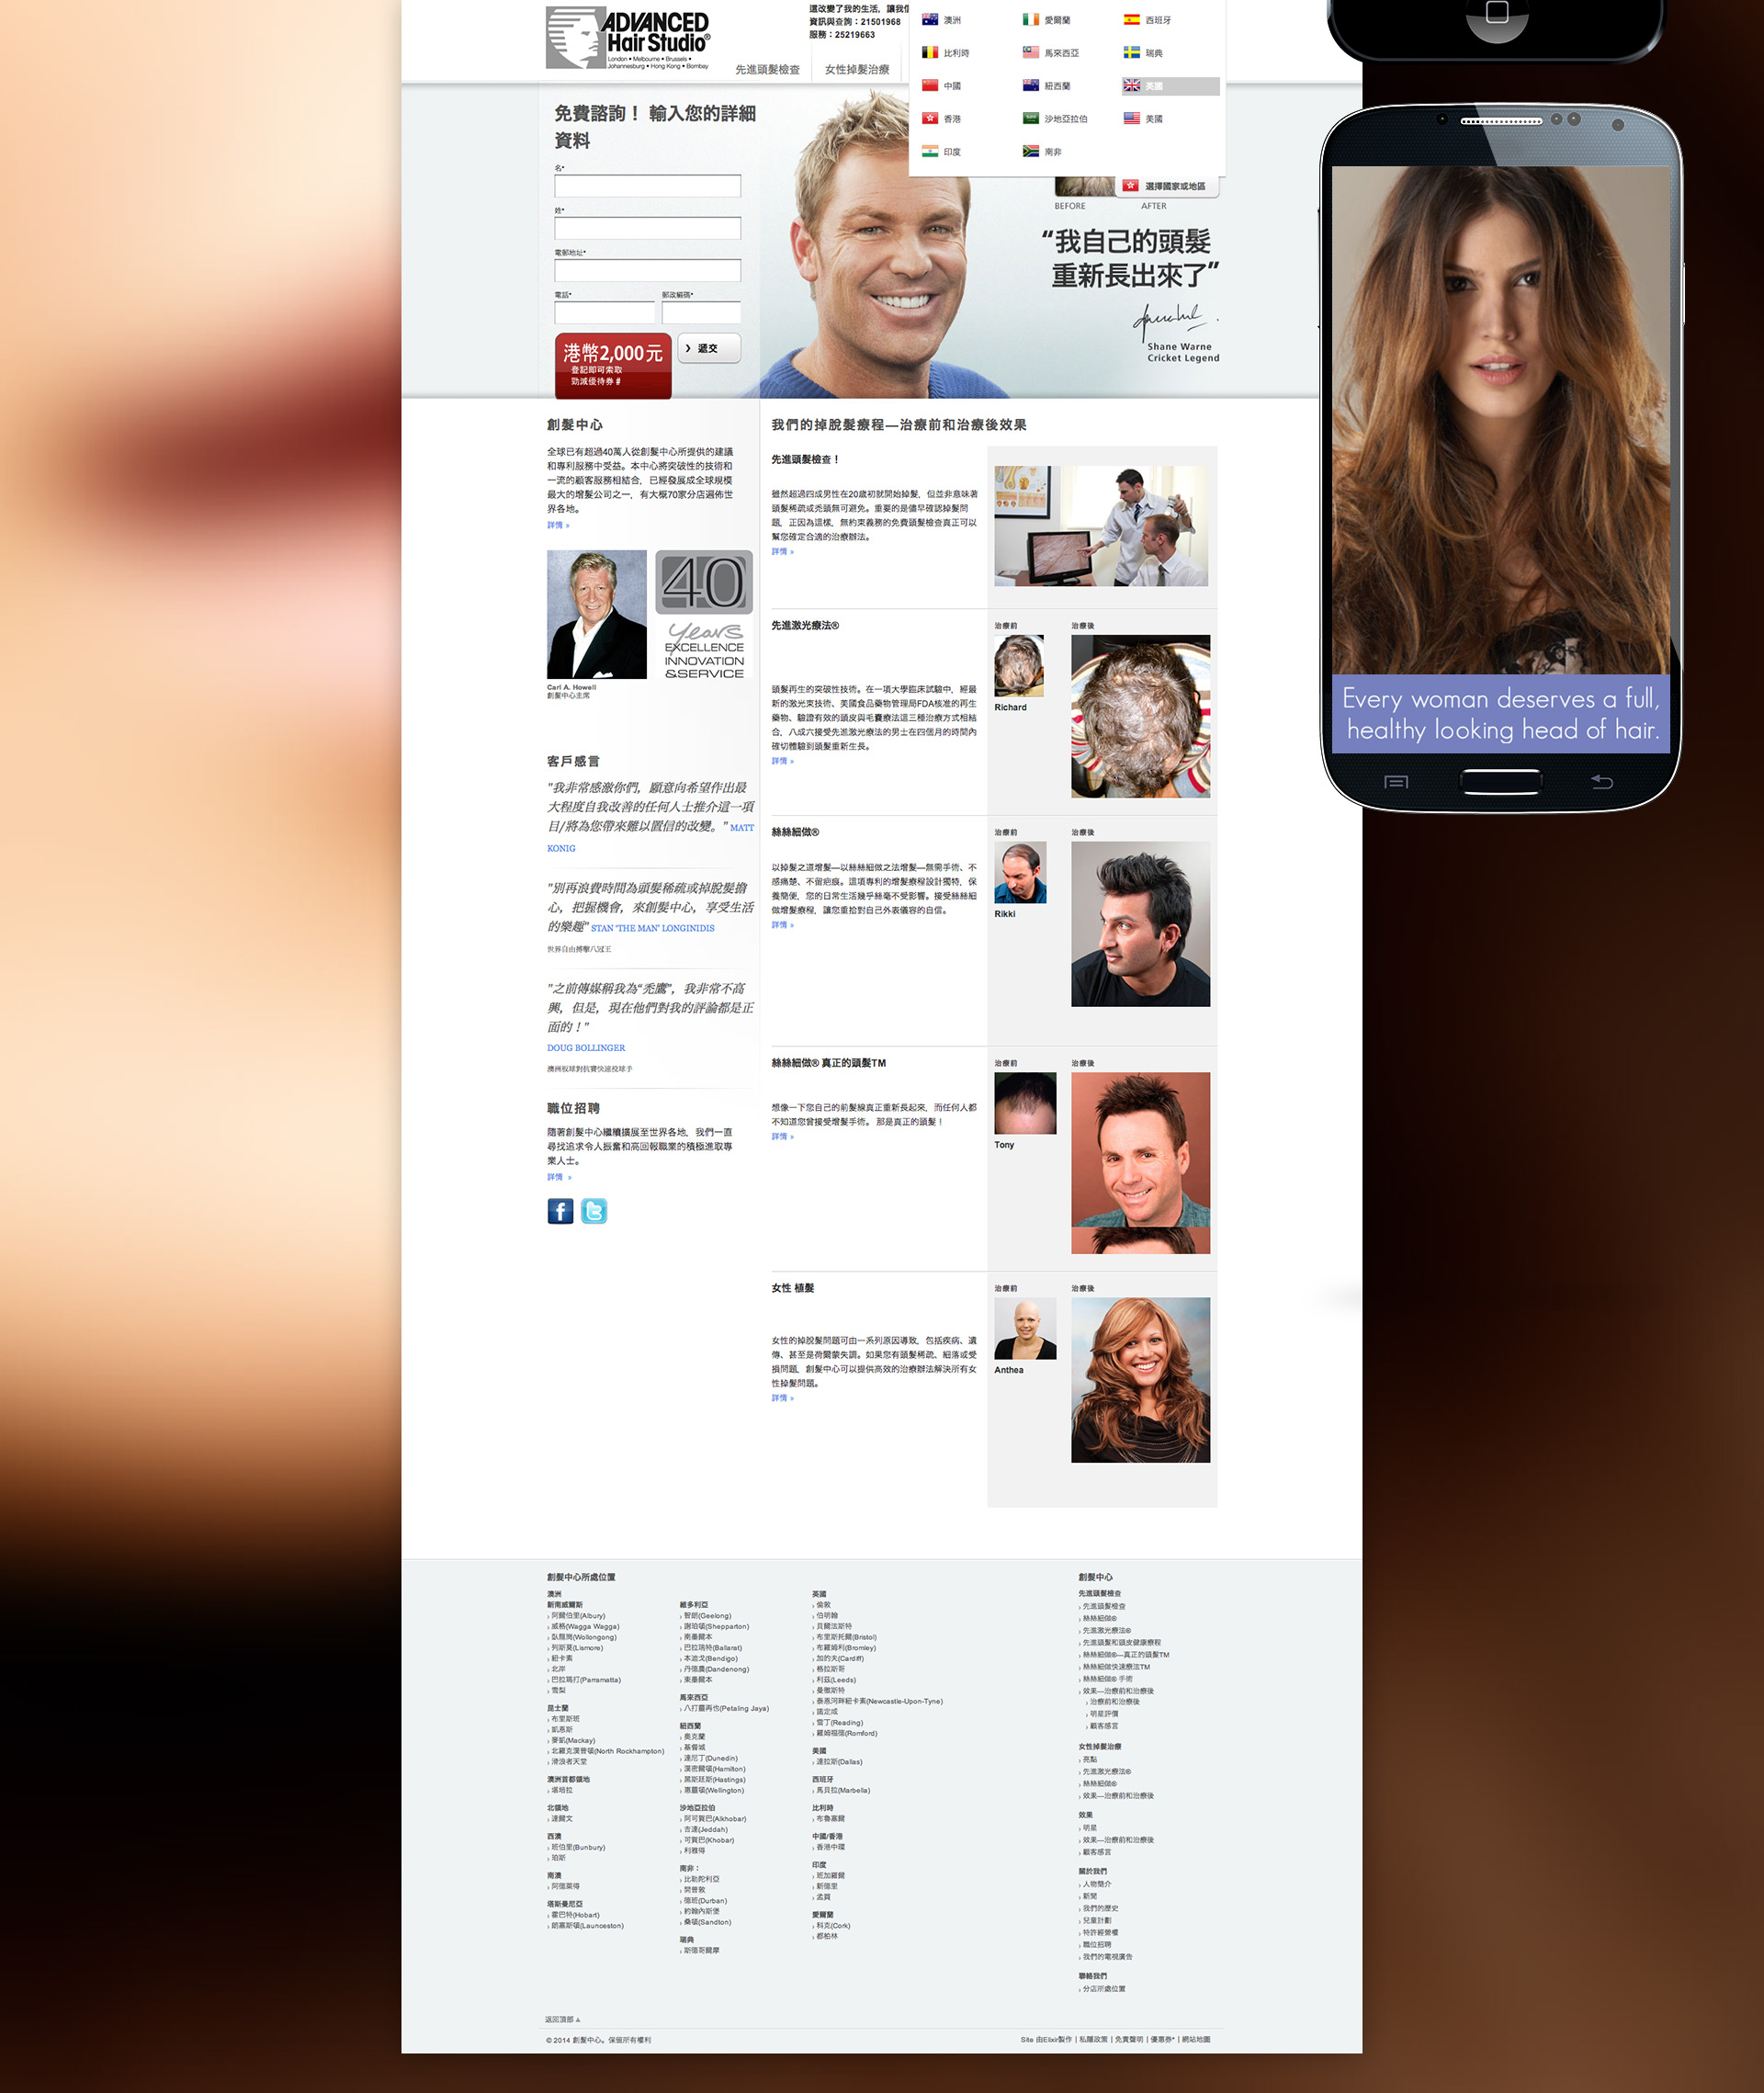 ADVANCED
Hair Studio®
London • Melbourne • Brussels •
Johannesburg • Hong Kong • Bombay
還改變了我的生活, 讓我信
資訊與查詢：21501968
服務：25219663
先進頭髮檢查
女性掉髮治療
澳洲
愛爾蘭
西班牙
比利時
馬來西亞
瑞典
中國
紐西蘭
英國
香港
沙地亞拉伯
美國
印度
南非
選擇國家或地區
免費諮詢！ 輸入您的詳細
資料
名*
姓*
電郵地址*
電話*
郵政編碼*
港幣2,000元
登記即可索取
勁減優待券#
遞交
BEFORE
AFTER
“我自己的頭髮
重新長出來了”
Shane Warne
Cricket Legend
創髮中心
全球已有超過40萬人從創髮中心所提供的建議
和專利服務中受益。本中心將突破性的技術和
一流的顧客服務相結合, 已經發展成全球規模
最大的增髮公司之一, 有大概70家分店遍佈世
界各地。
詳情 »
40
years
EXCELLENCE
INNOVATION
&SERVICE
Carl A. Howell
創髮中心主席
客戶感言
"我非常感激你們, 願意向希望作出最
大程度自我改善的任何人士推介這一項
目/將為您帶來難以置信的改變。" MATT
KONIG
"別再浪費時間為頭髮稀疏或掉脫髮擔
心, 把握機會, 來創髮中心, 享受生活
的樂趣" STAN ‘THE MAN’ LONGINIDIS
世界自由搏擊八冠王
"之前傳媒稱我為“禿鷹”, 我非常不高
興, 但是, 現在他們對我的評論都是正
面的！"
DOUG BOLLINGER
澳洲板球對抗賽快速投球手
職位招聘
隨著創髮中心繼續擴展至世界各地, 我們一直
尋找追求令人振奮和高回報職業的積極進取專
業人士。
詳情 »
我們的掉脫髮療程—治療前和治療後效果
先進頭髮檢查！
雖然超過四成男性在20歲初就開始掉髮, 但並非意味著
頭髮稀疏或禿頭無可避免。重要的是儘早確認掉髮問
題, 正因為這樣, 無約束義務的免費頭髮檢查真正可以
幫您確定合適的治療辦法。
詳情 »
先進激光療法®
頭髮再生的突破性技術。在一項大學臨床試驗中, 經最
新的激光束技術、美國食品藥物管理局FDA核准的再生
藥物、驗證有效的頭皮與毛囊療法這三種治療方式相結
合, 八成六接受先進激光療法的男士在四個月的時間內
確切體驗到頭髮重新生長。
詳情 »
治療前
治療後
Richard
絲絲細做®
以掉髮之道增髮—以絲絲細做之法增髮—無需手術、不
感痛楚、不留疤痕。這項專利的增髮療程設計獨特, 保
養簡便, 您的日常生活幾乎絲毫不受影響。接受絲絲細
做增髮療程, 讓您重拾對自己外表儀容的自信。
詳情 »
治療前
治療後
Rikki
絲絲細做® 真正的頭髮TM
想像一下您自己的前髮線真正重新長起來, 而任何人都
不知道您曾接受增髮手術。 那是真正的頭髮！
詳情 »
治療前
治療後
Tony
女性 植髮
女性的掉脫髮問題可由一系列原因導致, 包括疾病、遺
傳、甚至是荷爾蒙失調。如果您有頭髮稀疏、細落或受
損問題, 創髮中心可以提供高效的治療辦法解決所有女
性掉髮問題。
詳情 »
治療前
治療後
Anthea
Every woman deserves a full,
healthy looking head of hair.
創髮中心所處位置
澳洲
新南威爾斯
阿爾伯里(Albury)
威格(Wagga Wagga)
臥龍崗(Wollongong)
列斯莫(Lismore)
紐卡素
北岸
巴拉瑪打(Parramatta)
雪梨
昆士蘭
布里斯班
凱恩斯
麥凱(Mackay)
北羅克漢普頓(North Rockhampton)
滑浪者天堂
澳洲首都領地
堪培拉
北領地
達爾文
西澳
班伯里(Bunbury)
珀斯
南澳
阿德萊得
塔斯曼尼亞
霍巴特(Hobart)
朗塞斯頓(Launceston)
維多利亞
智朗(Geelong)
謝珀頓(Shepparton)
南墨爾本
巴拉瑞特(Ballarat)
本迪戈(Bendigo)
丹德農(Dandenong)
東墨爾本
馬來西亞
八打靈再也(Petaling Jaya)
紐西蘭
奧克蘭
基督城
達尼丁(Dunedin)
漢密爾頓(Hamilton)
黑斯廷斯(Hastings)
惠靈頓(Wellington)
沙地亞拉伯
阿可賀巴(Alkhobar)
吉達(Jeddah)
可賀巴(Khobar)
利雅得
南非：
比勒陀利亞
開普敦
德班(Durban)
約翰內斯堡
桑頓(Sandton)
瑞典
斯德哥爾摩
英國
倫敦
伯明翰
貝爾法斯特
布里斯托爾(Bristol)
布羅姆利(Bromley)
加的夫(Cardiff)
格拉斯哥
利茲(Leeds)
曼徹斯特
泰恩河畔紐卡素(Newcastle-Upon-Tyne)
諾定咸
雷丁(Reading)
羅姆福德(Romford)
美國
達拉斯(Dallas)
西班牙
馬貝拉(Marbella)
比利時
布魯塞爾
中國/香港
香港中環
印度
班加羅爾
新德里
孟買
愛爾蘭
科克(Cork)
都柏林
創髮中心
先進頭髮檢查
先進頭髮檢查
絲絲細做®
先進激光療法®
先進頭髮和頭皮健康療程
絲絲細做®—真正的頭髮TM
絲絲細做快速療法TM
絲絲細做® 手術
效果—治療前和治療後
治療前和治療後
明星評價
顧客感言
女性掉髮治療
亮點
先進激光療法®
絲絲細做®
效果—治療前和治療後
效果
明星
效果—治療前和治療後
顧客感言
關於我們
人物簡介
新聞
我們的歷史
兒童計劃
特許經營權
職位招聘
我們的電視廣告
聯絡我們
分店所處位置
返回頂部
© 2014 創髮中心。保留所有權利
Site 由Elixir製作 | 私隱政策 | 免責聲明 | 優惠券* | 網站地圖